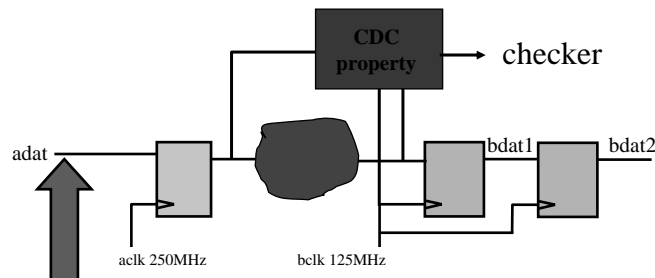 CDC
property
checker
adat
bdat1
bdat2
aclk 250MHz
bclk 125MHz